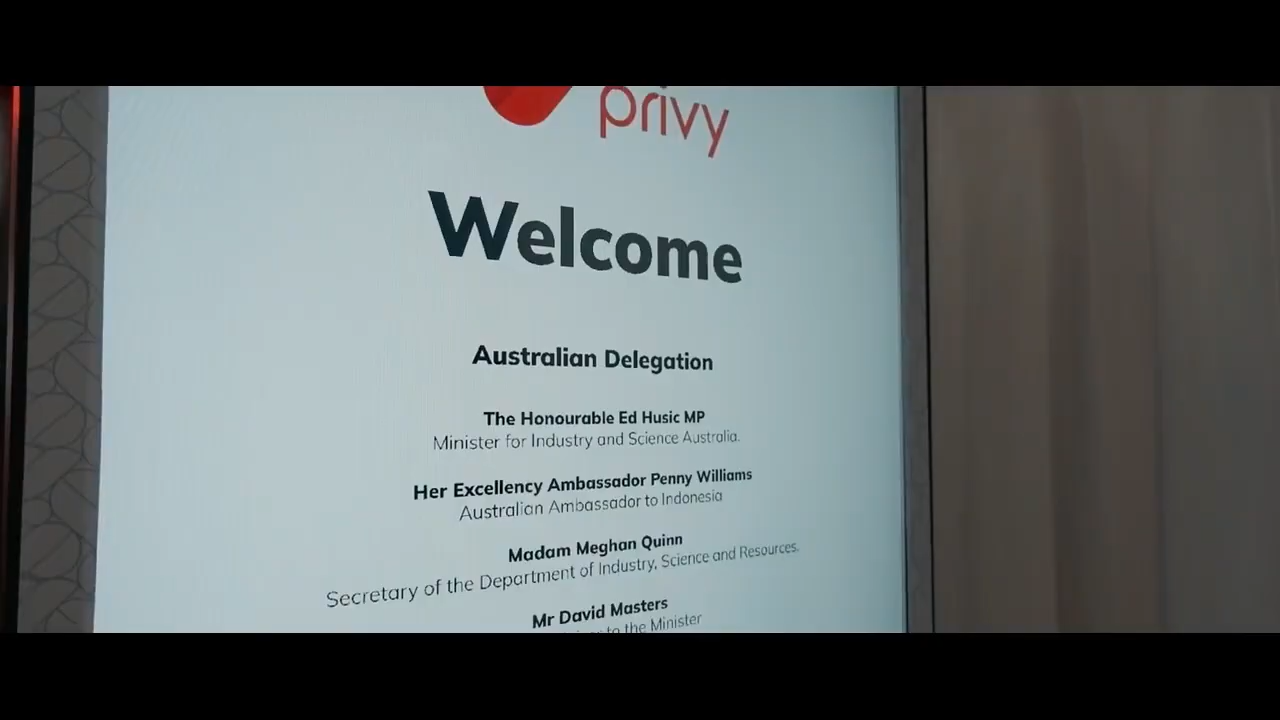 privy
Welcome
Australian Delegation
The Honourable Ed Husic MP
Minister for Industry and Science Australia.
Her Excellency Ambassador Penny Williams
Australian Ambassador to Indonesia
Madam Meghan Quinn
Secretary of the Department of Industry, Science and Resources.
Mr David Masters
to the Minister